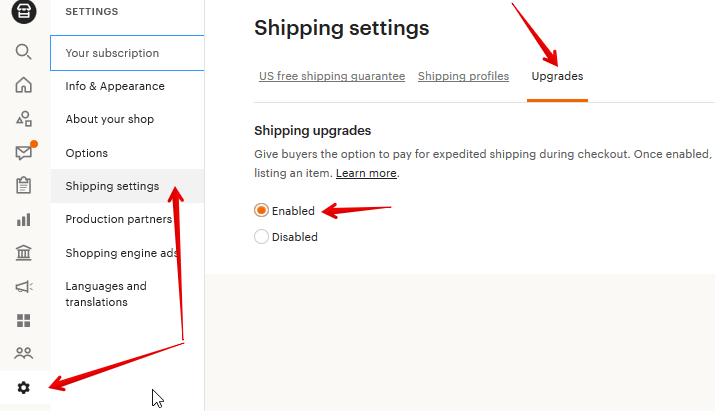 SETTINGS
Your subscription
Info & Appearance
About your shop
Options
Shipping settings
Production partners
Shopping engine ads
Languages and
translations
Shipping settings
US free shipping guarantee Shipping profiles Upgrades
Shipping upgrades
Give buyers the option to pay for expedited shipping during checkout. Once enabled,
listing an item. Learn more.
Enabled
Disabled